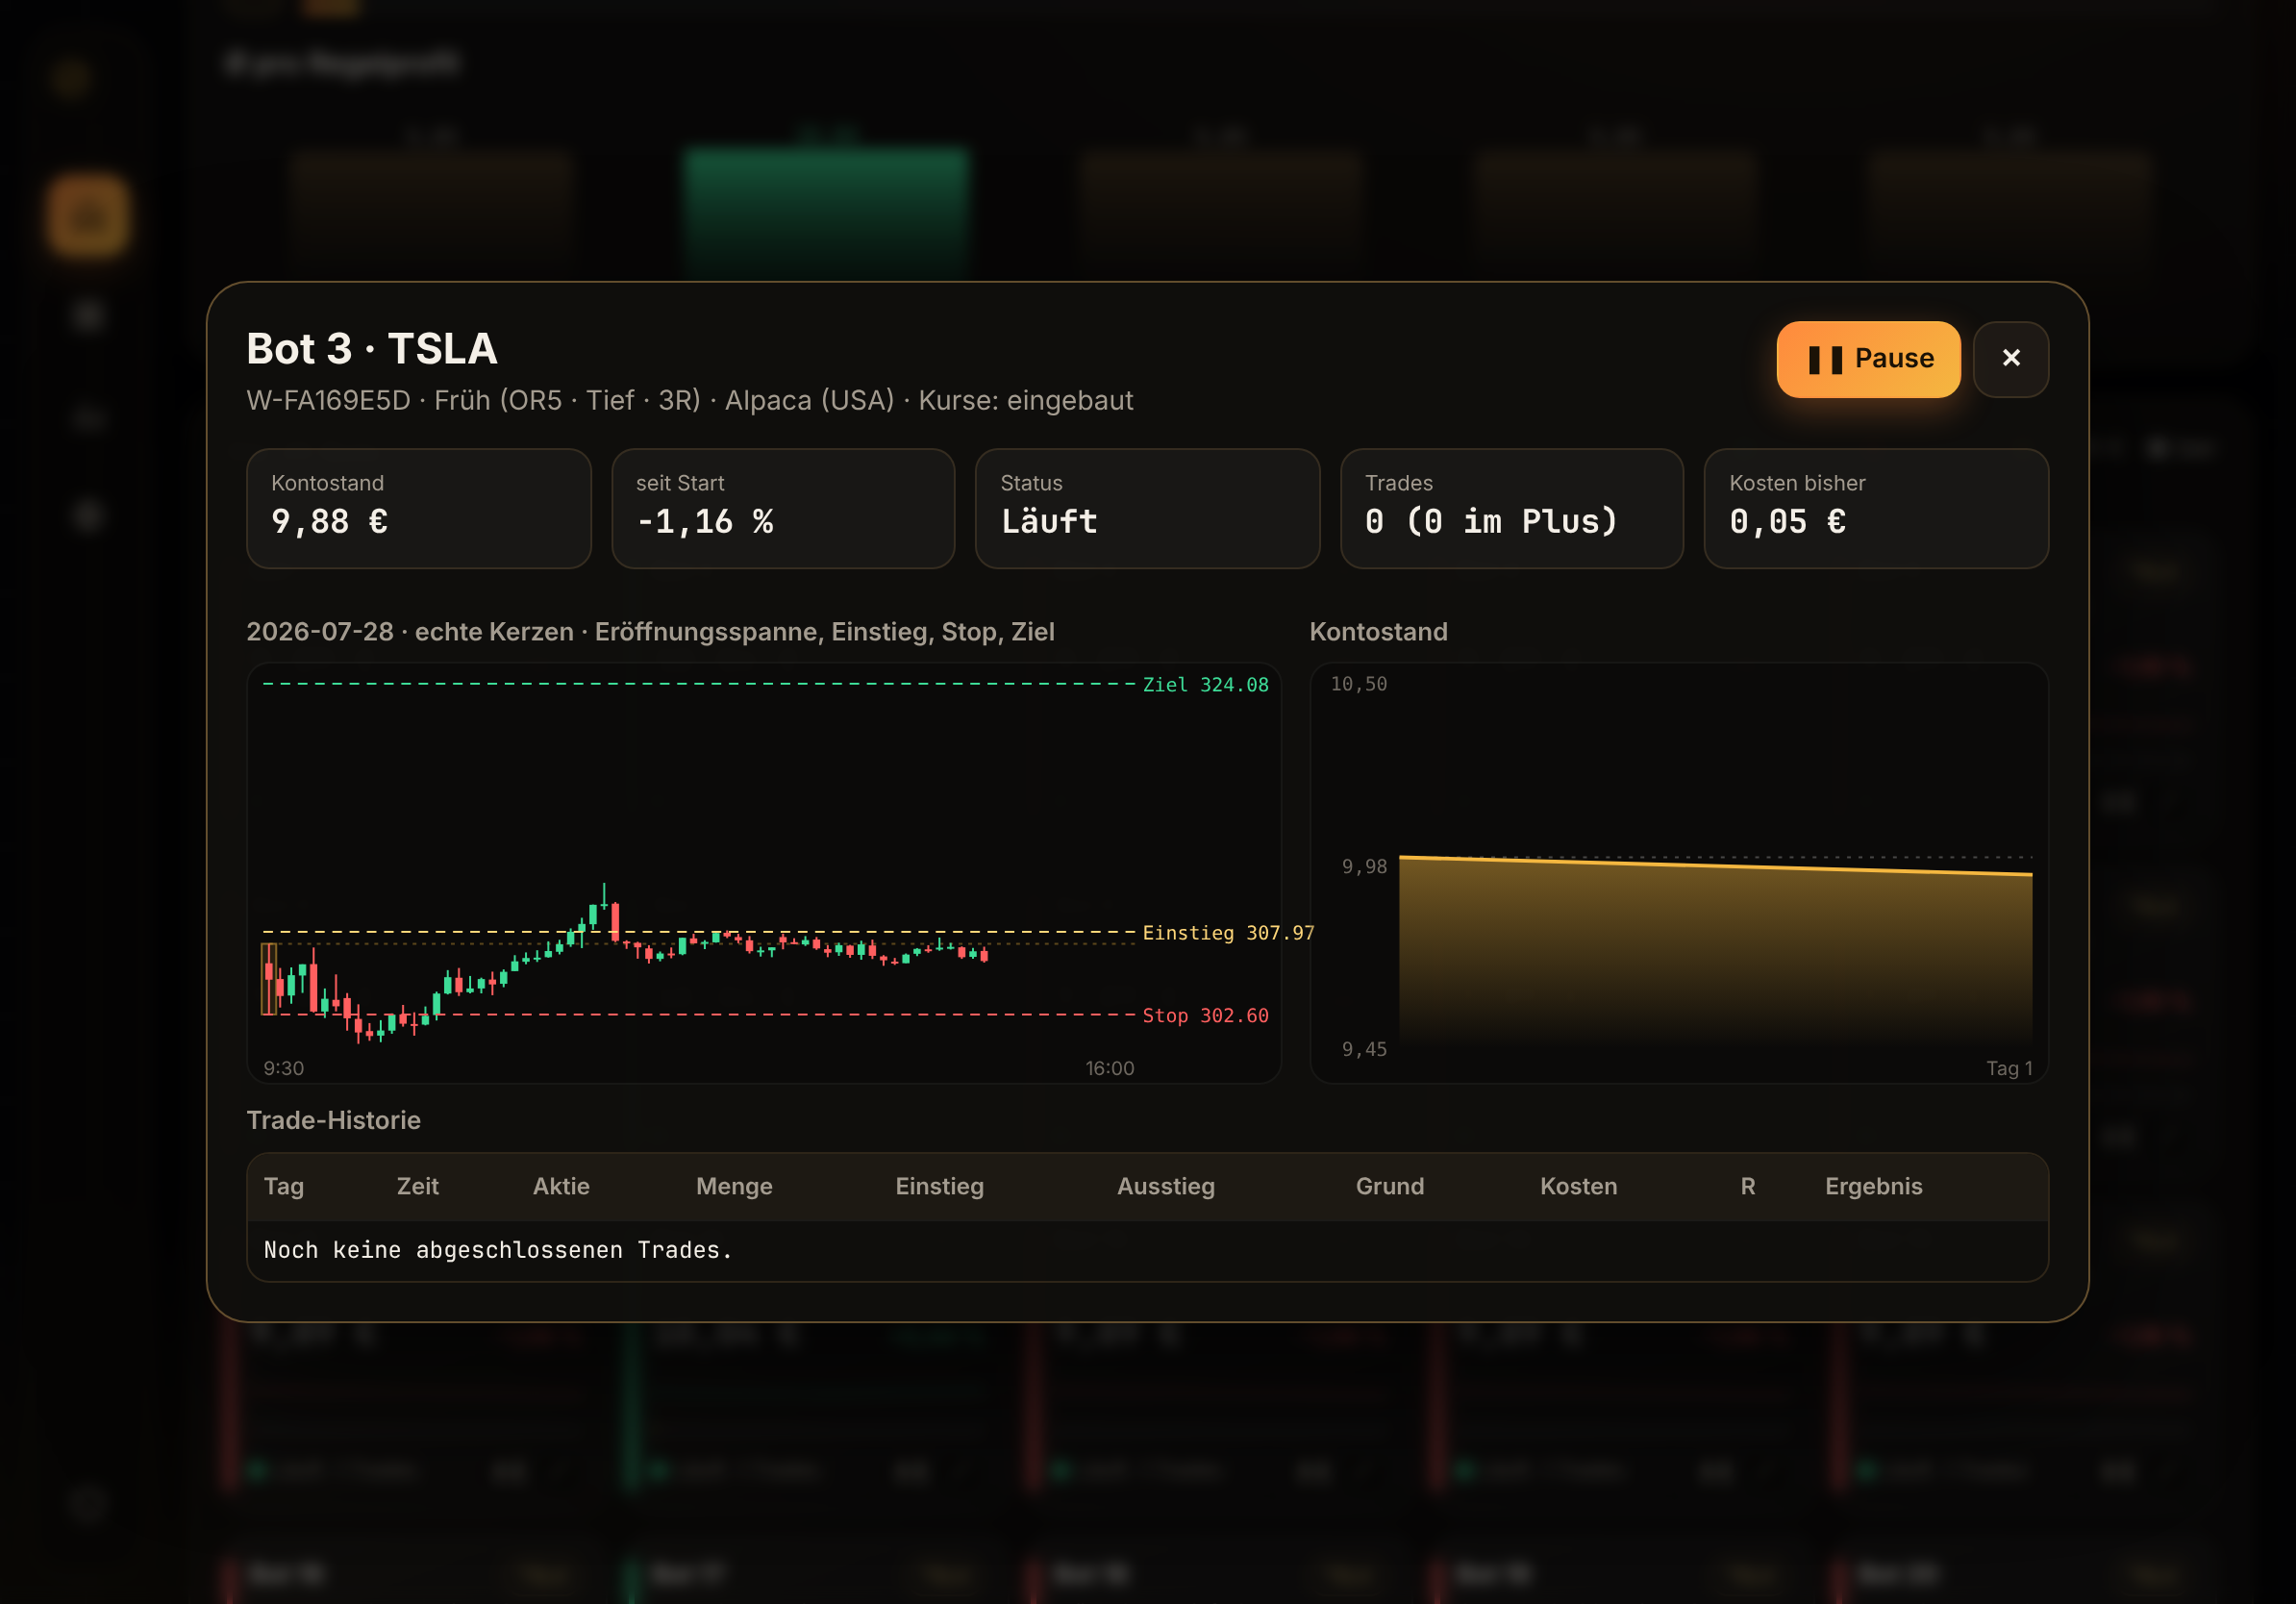 Bot 3 · TSLA
❚❚ Pause
✕
W-FA169E5D · Früh (OR5 · Tief · 3R) · Alpaca (USA) · Kurse: eingebaut
Kontostand
9,88 €
seit Start
-1,16 %
Status
Läuft
Trades
0 (0 im Plus)
Kosten bisher
0,05 €
2026-07-28 · echte Kerzen · Eröffnungsspanne, Einstieg, Stop, Ziel
Ziel 324.08
Einstieg 307.97
Stop 302.60
9:30
16:00
Kontostand
10,50
9,98
9,45
Tag 1
Trade-Historie
Tag Zeit Aktie Menge Einstieg Ausstieg Grund Kosten R Ergebnis
Noch keine abgeschlossenen Trades.